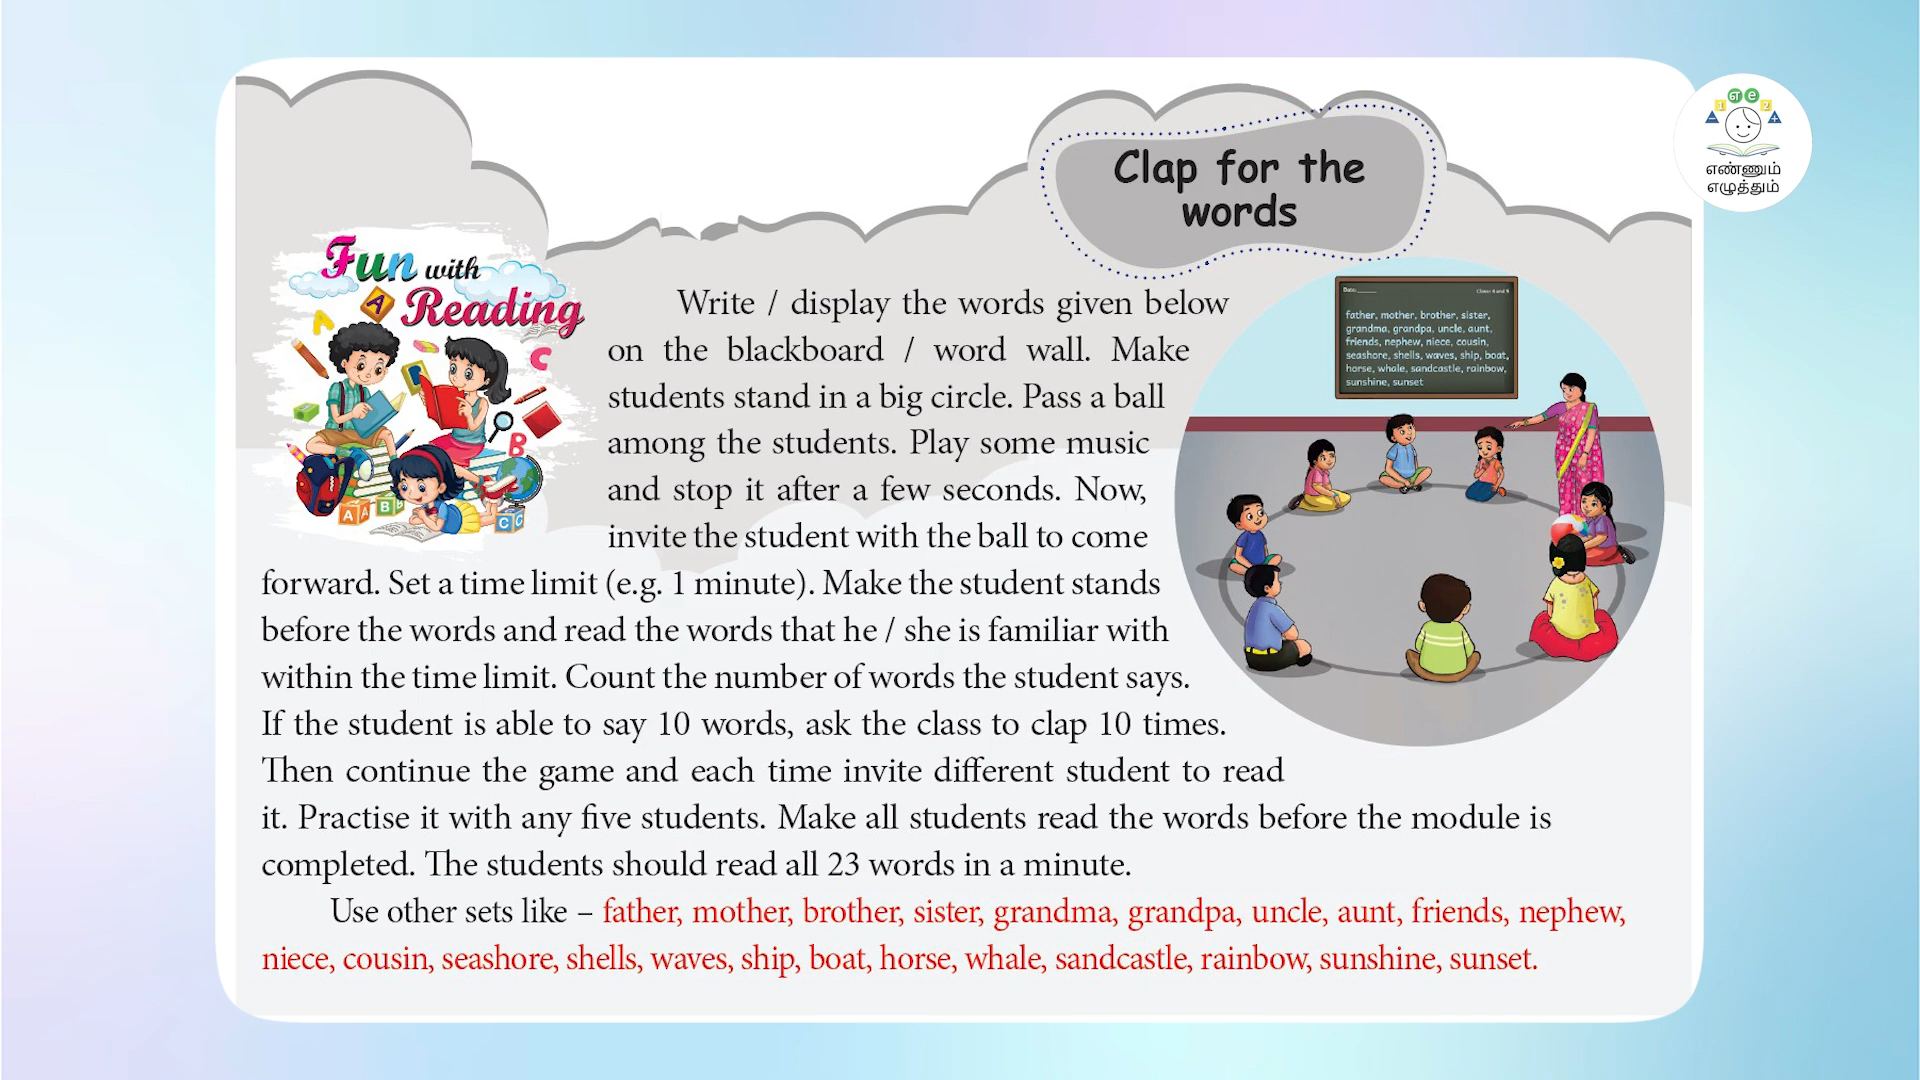 எண்ணும்
எழுத்தும்
Clap for the
words
Fun with
Reading
Write / display the words given below
on the blackboard / word wall. Make
students stand in a big circle. Pass a ball
among the students. Play some music
and stop it after a few seconds. Now,
invite the student with the ball to come
forward. Set a time limit (e.g. 1 minute). Make the student stands
before the words and read the words that he / she is familiar with
within the time limit. Count the number of words the student says.
If the student is able to say 10 words, ask the class to clap 10 times.
Then continue the game and each time invite different student to read
it. Practise it with any five students. Make all students read the words before the module is
completed. The students should read all 23 words in a minute.
Use other sets like – father, mother, brother, sister, grandma, grandpa, uncle, aunt, friends, nephew,
niece, cousin, seashore, shells, waves, ship, boat, horse, whale, sandcastle, rainbow, sunshine, sunset.
Date:
father, mother, brother, sister,
grandma, grandpa, uncle, aunt,
friends, nephew, niece, cousin,
seashore, shells, waves, ship, boat,
horse, whale, sandcastle, rainbow,
sunshine, sunset